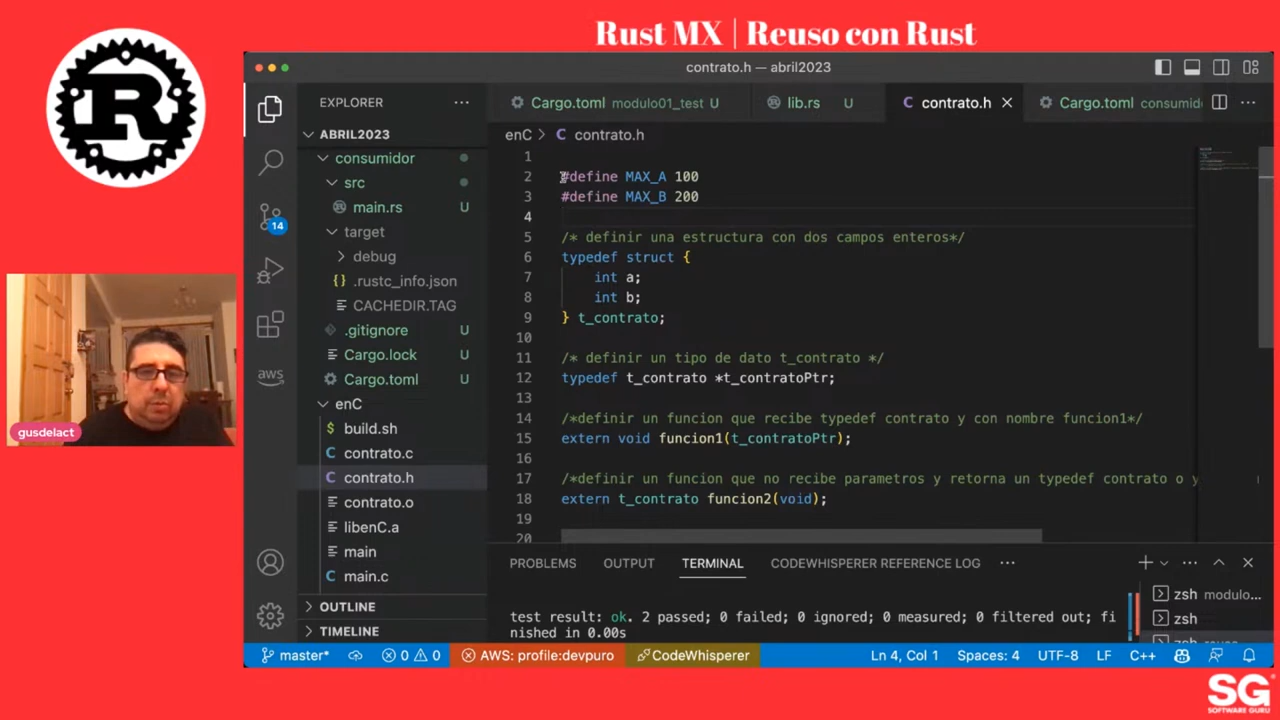 Rust MX | Reuso con Rust
R
contrato.h — abril2023
EXPLORER
Cargo.toml modulo01_test U
lib.rs U
contrato.h
Cargo.toml consumid
ABRIL2023
enC > contrato.h
consumidor
src
main.rs U
target
debug
.rustc_info.json
CACHEDIR.TAG
.gitignore U
Cargo.lock U
Cargo.toml U
enC
build.sh
contrato.c
contrato.h
contrato.o
libenC.a
main
main.c
OUTLINE
TIMELINE
14
aws
1
2 #define MAX_A 100
3 #define MAX_B 200
4
5 /* definir una estructura con dos campos enteros*/
6 typedef struct {
7 int a;
8 int b;
9 } t_contrato;
10
11 /* definir un tipo de dato t_contrato */
12 typedef t_contrato *t_contratoPtr;
13
14 /*definir un funcion que recibe typedef contrato y con nombre funcion1*/
15 extern void funcion1(t_contratoPtr);
16
17 /*definir un funcion que no recibe parametros y retorna un typedef contrato o y
18 extern t_contrato funcion2(void);
19
20
gusdelact
PROBLEMS OUTPUT TERMINAL CODEWHISPERER REFERENCE LOG
test result: ok. 2 passed; 0 failed; 0 ignored; 0 measured; 0 filtered out; fi
nished in 0.00s
zsh modulo...
zsh
master* 0 0 AWS: profile:devpuro CodeWhisperer Ln 4, Col 1 Spaces: 4 UTF-8 LF C++
SG
SOFTWARE GURU